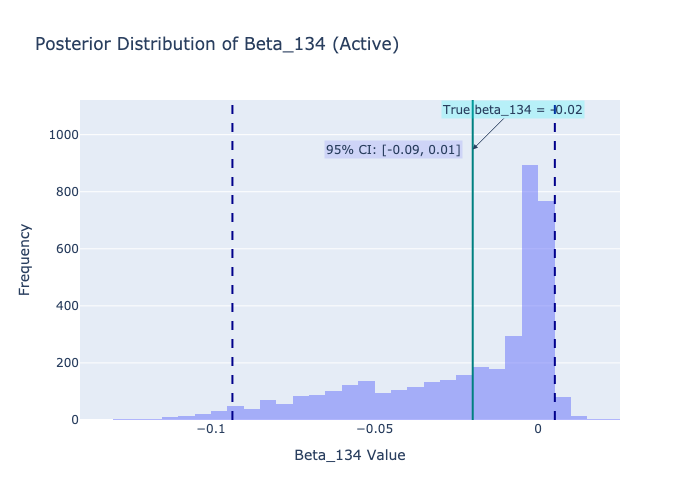 Posterior Distribution of Beta_134 (Active)
True beta_134 = -0.02
95% CI: [-0.09, 0.01]
1000
800
600
400
200
0
Frequency
−0.1
−0.05
0
Beta_134 Value